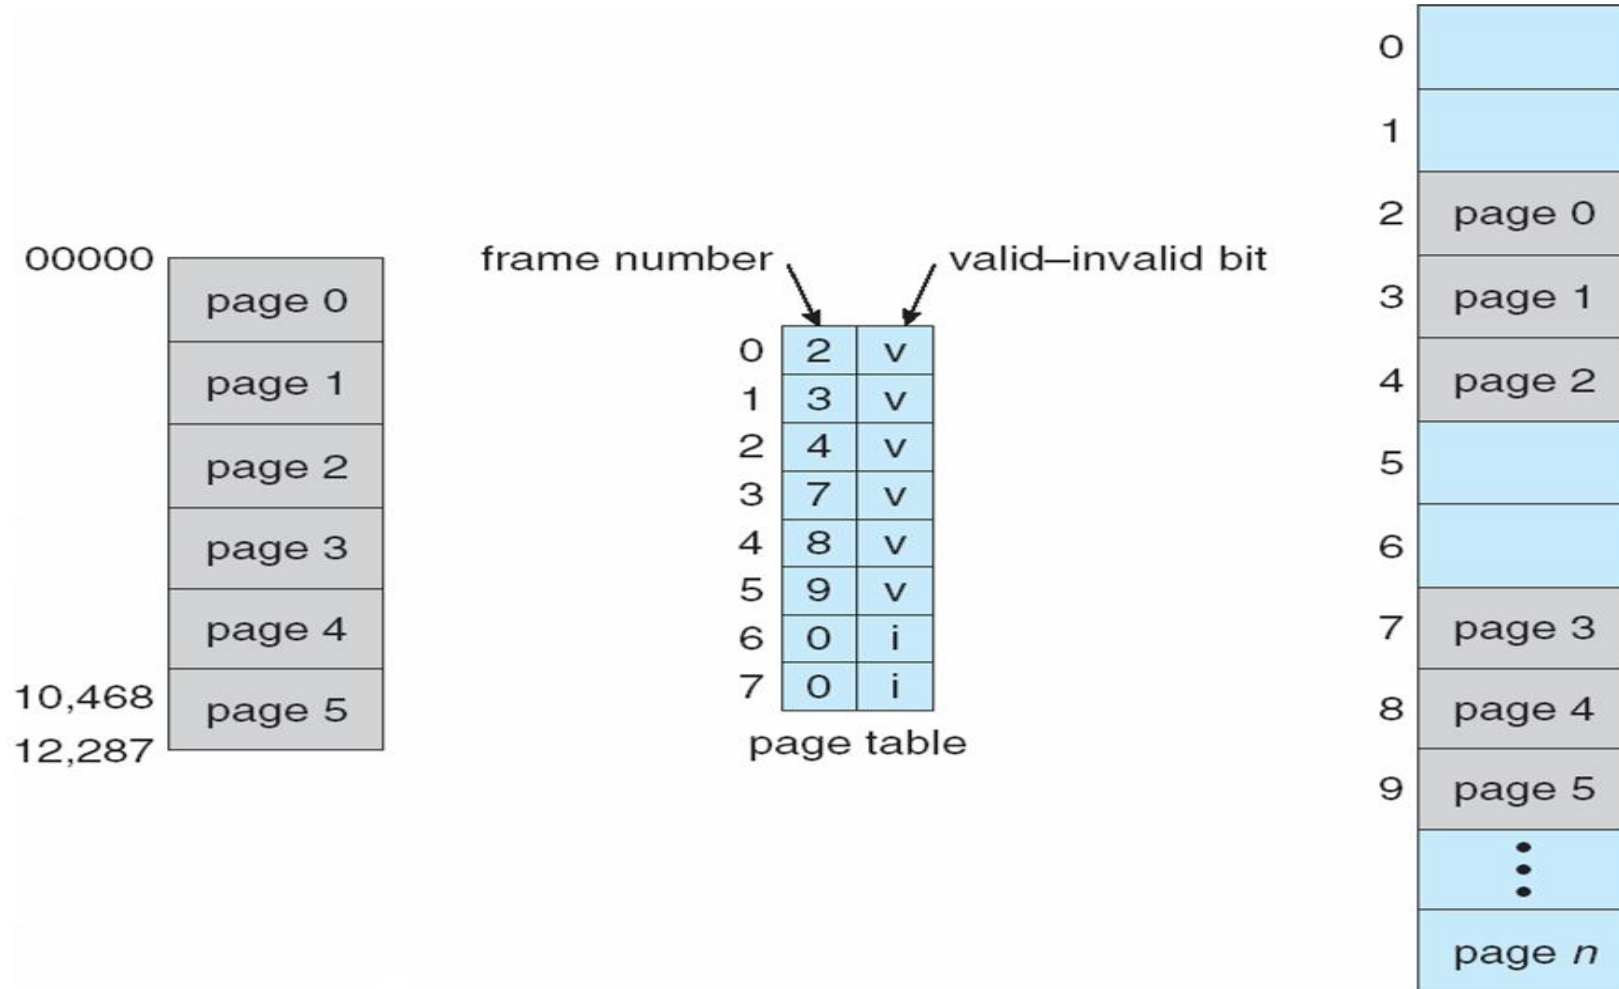 00000
page 0
page 1
page 2
page 3
page 4
10,468
page 5
12,287
frame number
valid–invalid bit
0 2 v
1 3 v
2 4 v
3 7 v
4 8 v
5 9 v
6 0 i
7 0 i
page table
0
1
2 page 0
3 page 1
4 page 2
5
6
7 page 3
8 page 4
9 page 5
page n